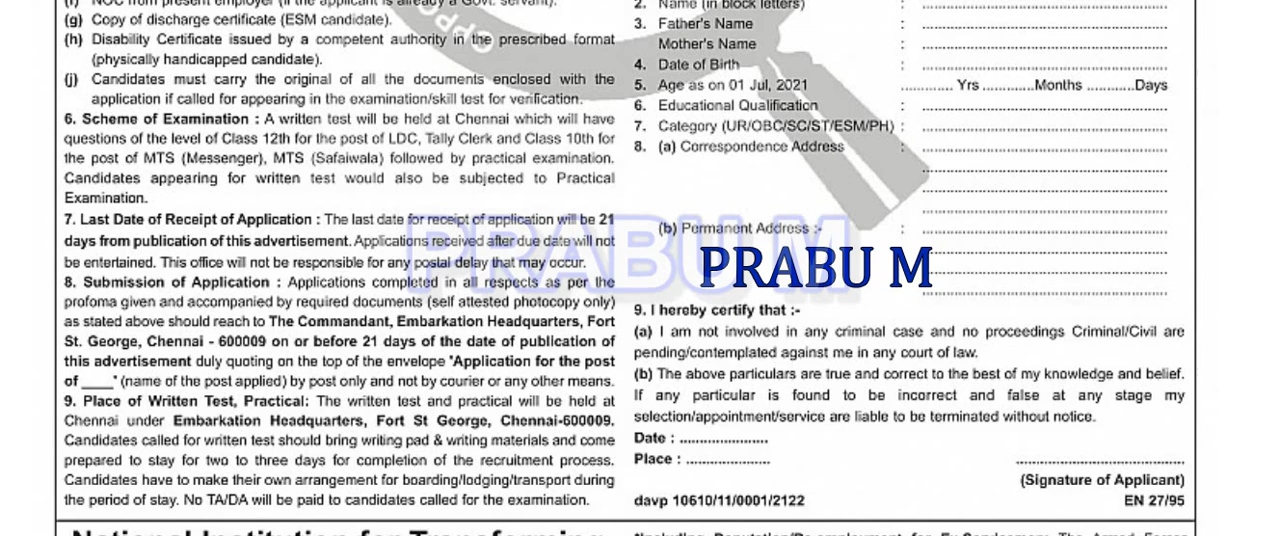 (f) NOC from present employer (if the applicant is already a Govt. servant).
(g) Copy of discharge certificate (ESM candidate).
(h) Disability Certificate issued by a competent authority in the prescribed format
(physically handicapped candidate).
(j) Candidates must carry the original of all the documents enclosed with the
application if called for appearing in the examination/skill test for verification.
6. Scheme of Examination : A written test will be held at Chennai which will have
questions of the level of Class 12th for the post of LDC, Tally Clerk and Class 10th for
the post of MTS (Messenger), MTS (Safaiwala) followed by practical examination.
Candidates appearing for written test would also be subjected to Practical
Examination.
7. Last Date of Receipt of Application : The last date for receipt of application will be 21
days from publication of this advertisement. Applications received after due date will not
be entertained. This office will not be responsible for any postal delay that may occur.
8. Submission of Application : Applications completed in all respects as per the
profoma given and accompanied by required documents (self attested photocopy only)
as stated above should reach to The Commandant, Embarkation Headquarters, Fort
St. George, Chennai - 600009 on or before 21 days of the date of publication of
this advertisement duly quoting on the top of the envelope "Application for the post
of ____" (name of the post applied) by post only and not by courier or any other means.
9. Place of Written Test, Practical: The written test and practical will be held at
Chennai under Embarkation Headquarters, Fort St George, Chennai-600009.
Candidates called for written test should bring writing pad & writing materials and come
prepared to stay for two to three days for completion of the recruitment process.
Candidates have to make their own arrangement for boarding/lodging/transport during
the period of stay. No TA/DA will be paid to candidates called for the examination.
2. Name (in block letters) :
3. Father's Name :
Mother's Name :
4. Date of Birth :
5. Age as on 01 Jul, 2021 ............ Yrs ............Months ...........Days
6. Educational Qualification :
7. Category (UR/OBC/SC/ST/ESM/PH) :
8. (a) Correspondence Address :
(b) Permanent Address :- :
PRABU M
PRABU M
9. I hereby certify that :-
(a) I am not involved in any criminal case and no proceedings Criminal/Civil are
pending/contemplated against me in any court of law.
(b) The above particulars are true and correct to the best of my knowledge and belief.
If any particular is found to be incorrect and false at any stage my
selection/appointment/service are liable to be terminated without notice.
Date : ......................
Place : .....................
(Signature of Applicant)
davp 10610/11/0001/2122 EN 27/95
National Institution for Transforming
*Including Deputation/Re-employment for Ex-Servicemen: The Armed Forces